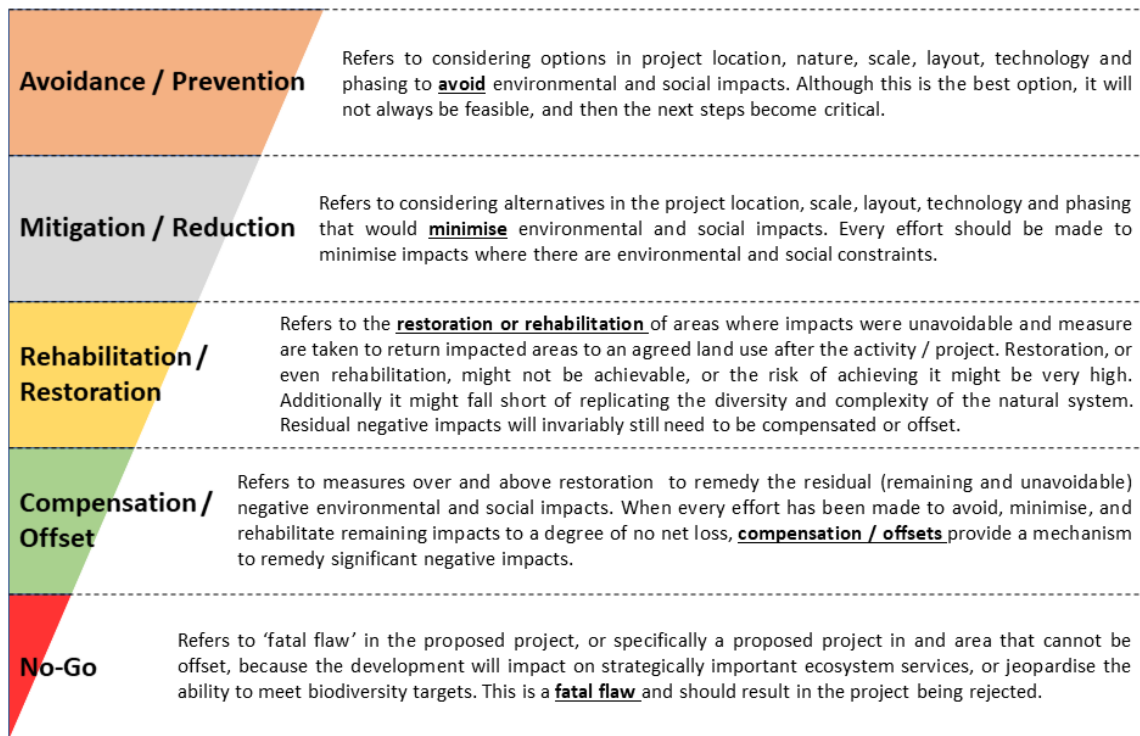 Avoidance / Prevention
Refers to considering options in project location, nature, scale, layout, technology and
phasing to avoid environmental and social impacts. Although this is the best option, it will
not always be feasible, and then the next steps become critical.
Mitigation / Reduction
Refers to considering alternatives in the project location, scale, layout, technology and phasing
that would minimise environmental and social impacts. Every effort should be made to
minimise impacts where there are environmental and social constraints.
Rehabilitation /
Restoration
Refers to the restoration or rehabilitation of areas where impacts were unavoidable and measure
are taken to return impacted areas to an agreed land use after the activity / project. Restoration, or
even rehabilitation, might not be achievable, or the risk of achieving it might be very high.
Additionally it might fall short of replicating the diversity and complexity of the natural system.
Residual negative impacts will invariably still need to be compensated or offset.
Compensation /
Offset
Refers to measures over and above restoration to remedy the residual (remaining and unavoidable)
negative environmental and social impacts. When every effort has been made to avoid, minimise, and
rehabilitate remaining impacts to a degree of no net loss, compensation / offsets provide a mechanism
to remedy significant negative impacts.
No-Go
Refers to ‘fatal flaw’ in the proposed project, or specifically a proposed project in and area that cannot be
offset, because the development will impact on strategically important ecosystem services, or jeopardise the
ability to meet biodiversity targets. This is a fatal flaw and should result in the project being rejected.